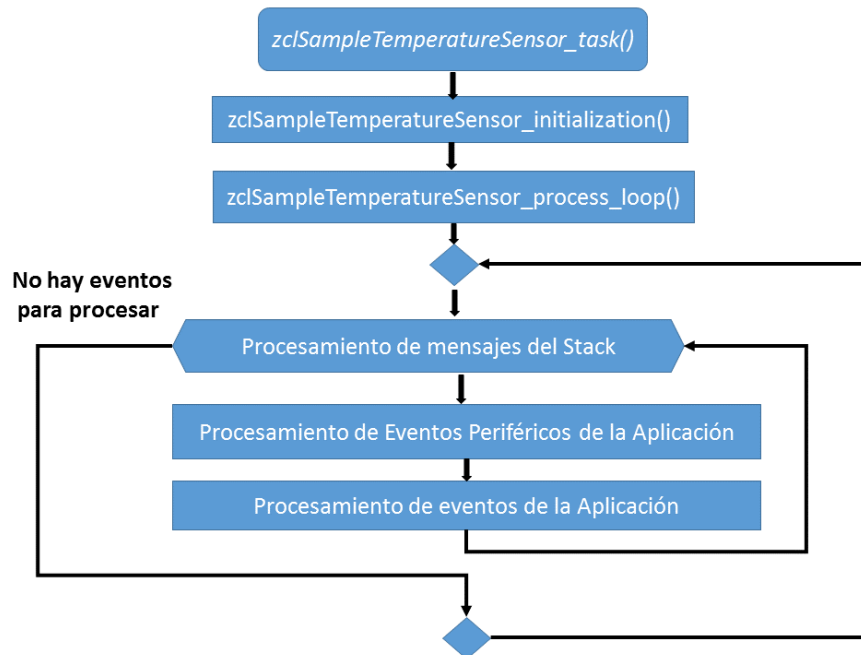 zclSampleTemperatureSensor_task()
zclSampleTemperatureSensor_initialization()
zclSampleTemperatureSensor_process_loop()
No hay eventos
para procesar
Procesamiento de mensajes del Stack
Procesamiento de Eventos Periféricos de la Aplicación
Procesamiento de eventos de la Aplicación